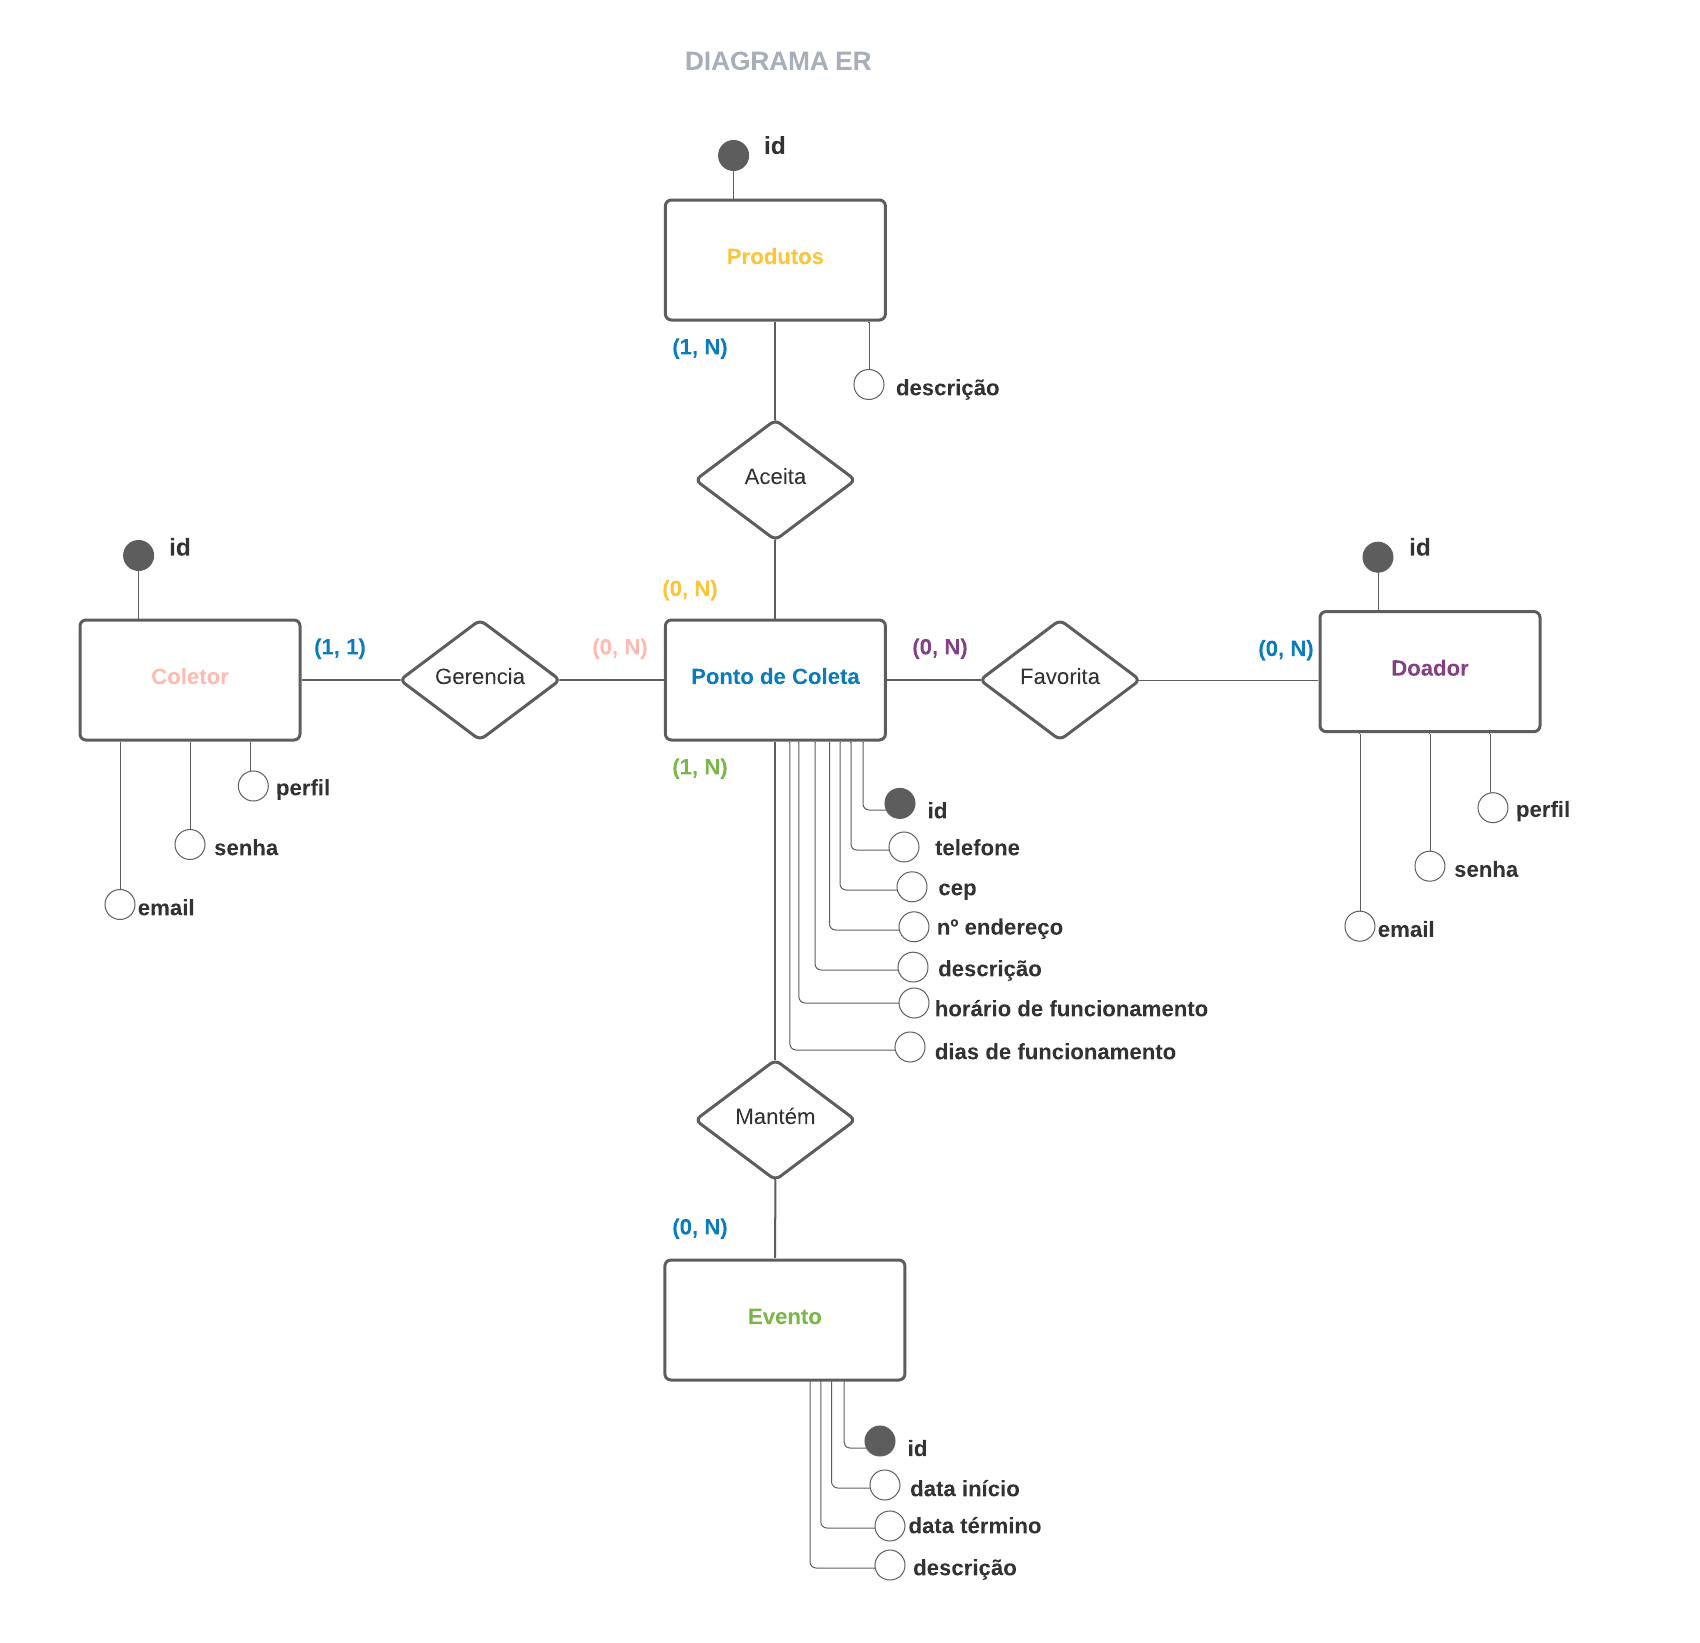 DIAGRAMA ER
id
Produtos
(1, N)
descrição
Aceita
(0, N)
id
Coletor
(1, 1)
Gerencia
(0, N)
Ponto de Coleta
(0, N)
Favorita
(0, N)
id
Doador
perfil
senha
email
(1, N)
id
telefone
cep
nº endereço
descrição
horário de funcionamento
dias de funcionamento
perfil
senha
email
Mantém
(0, N)
Evento
id
data início
data término
descrição